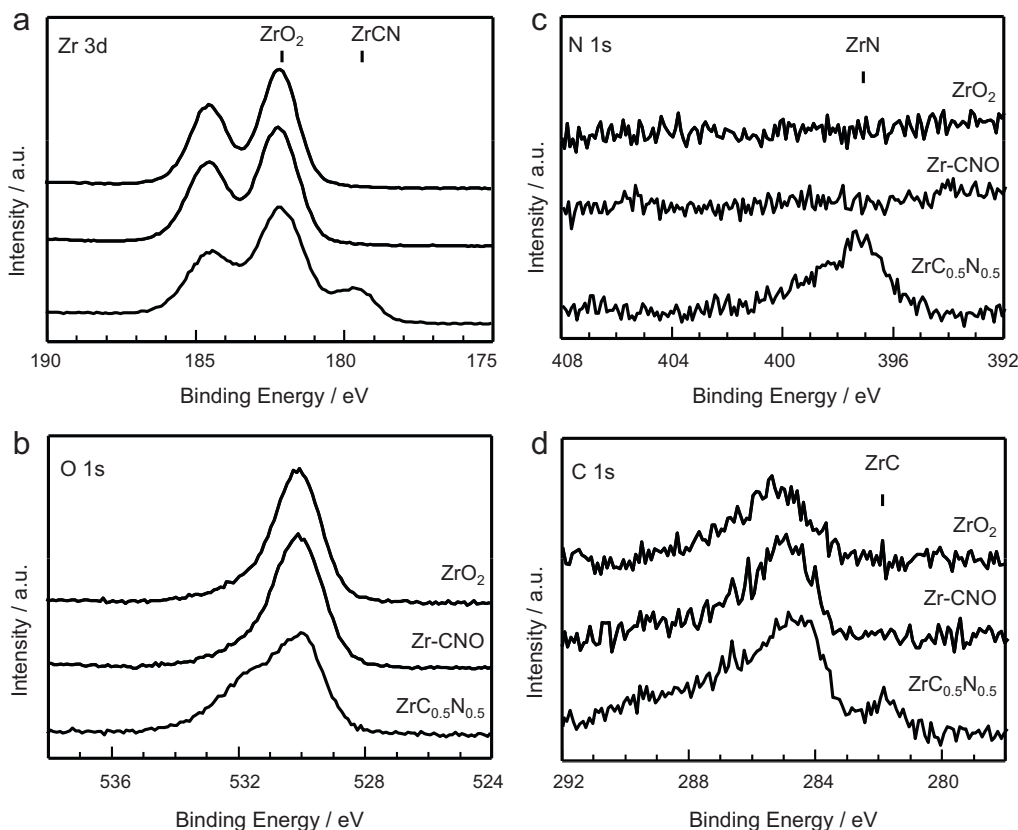 a
Zr 3d
ZrO₂
ZrCN
Intensity / a.u.
190
185
180
175
Binding Energy / eV
b
O 1s
ZrO₂
Zr-CNO
ZrC₀.₅N₀.₅
Intensity / a.u.
536
532
528
524
Binding Energy / eV
c
N 1s
ZrN
ZrO₂
Zr-CNO
ZrC₀.₅N₀.₅
Intensity / a.u.
408
404
400
396
392
Binding Energy / eV
d
C 1s
ZrC
ZrO₂
Zr-CNO
ZrC₀.₅N₀.₅
Intensity / a.u.
292
288
284
280
Binding Energy / eV